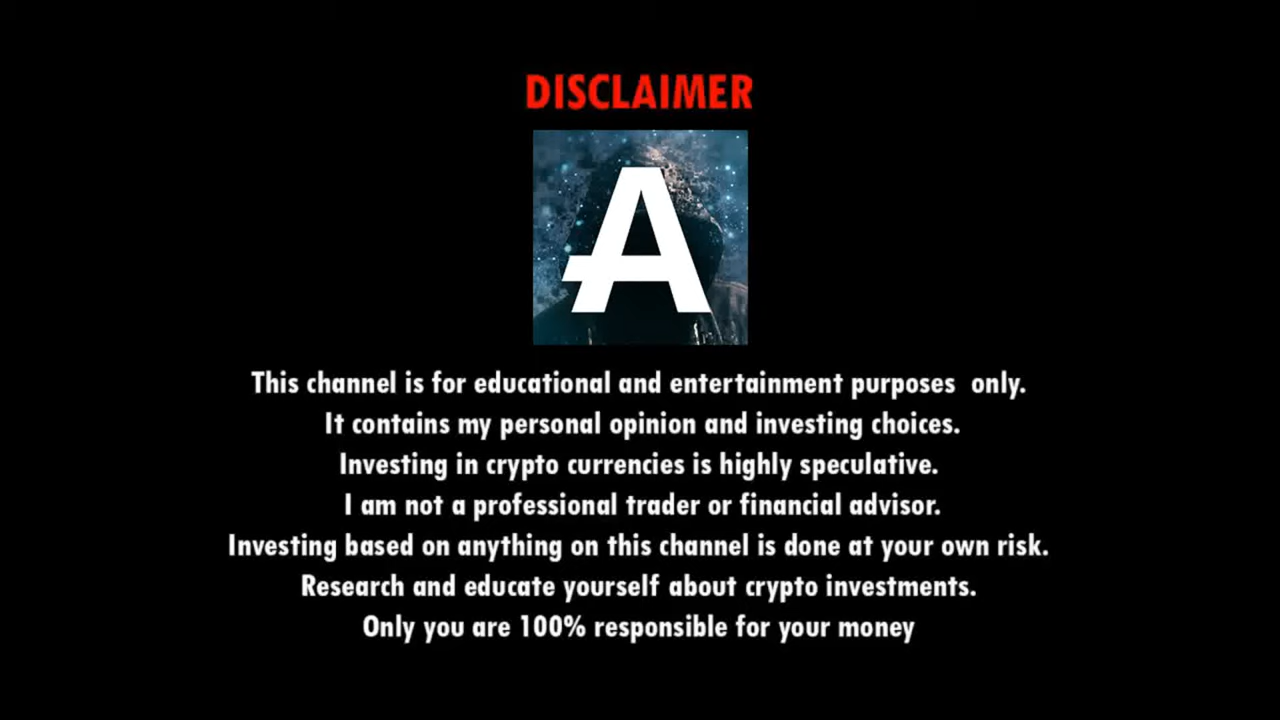 DISCLAIMER
A
This channel is for educational and entertainment purposes  only.
It contains my personal opinion and investing choices.
Investing in crypto currencies is highly speculative.
I am not a professional trader or financial advisor.
Investing based on anything on this channel is done at your own risk.
Research and educate yourself about crypto investments.
Only you are 100% responsible for your money